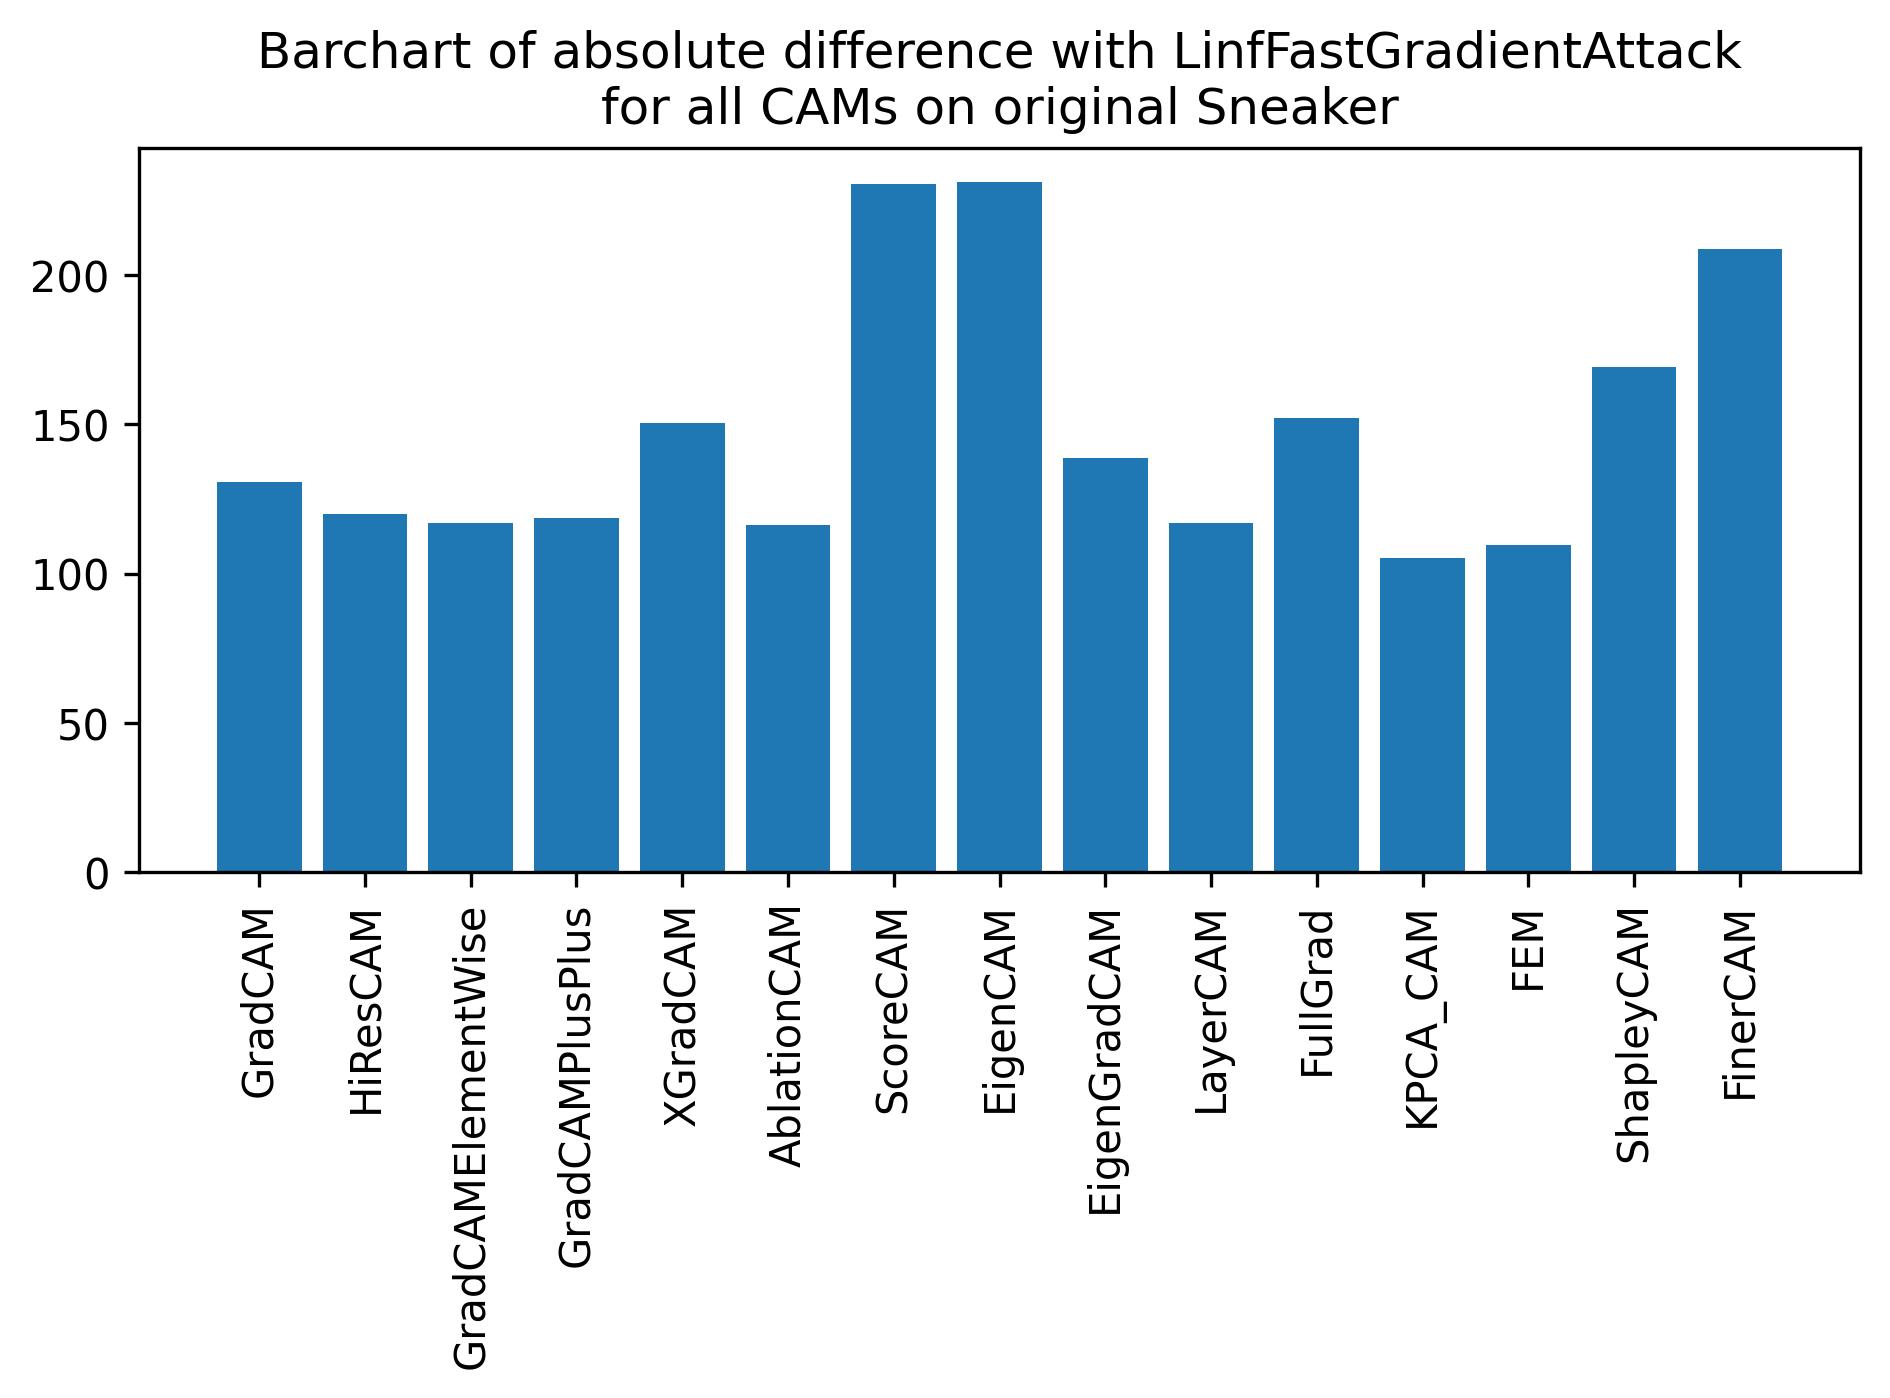 Barchart of absolute difference with LinfFastGradientAttack
for all CAMs on original Sneaker
200
150
100
50
0
GradCAM
HiResCAM
GradCAMElementWise
GradCAMPlusPlus
XGradCAM
AblationCAM
ScoreCAM
EigenCAM
EigenGradCAM
LayerCAM
FullGrad
KPCA_CAM
FEM
ShapleyCAM
FinerCAM